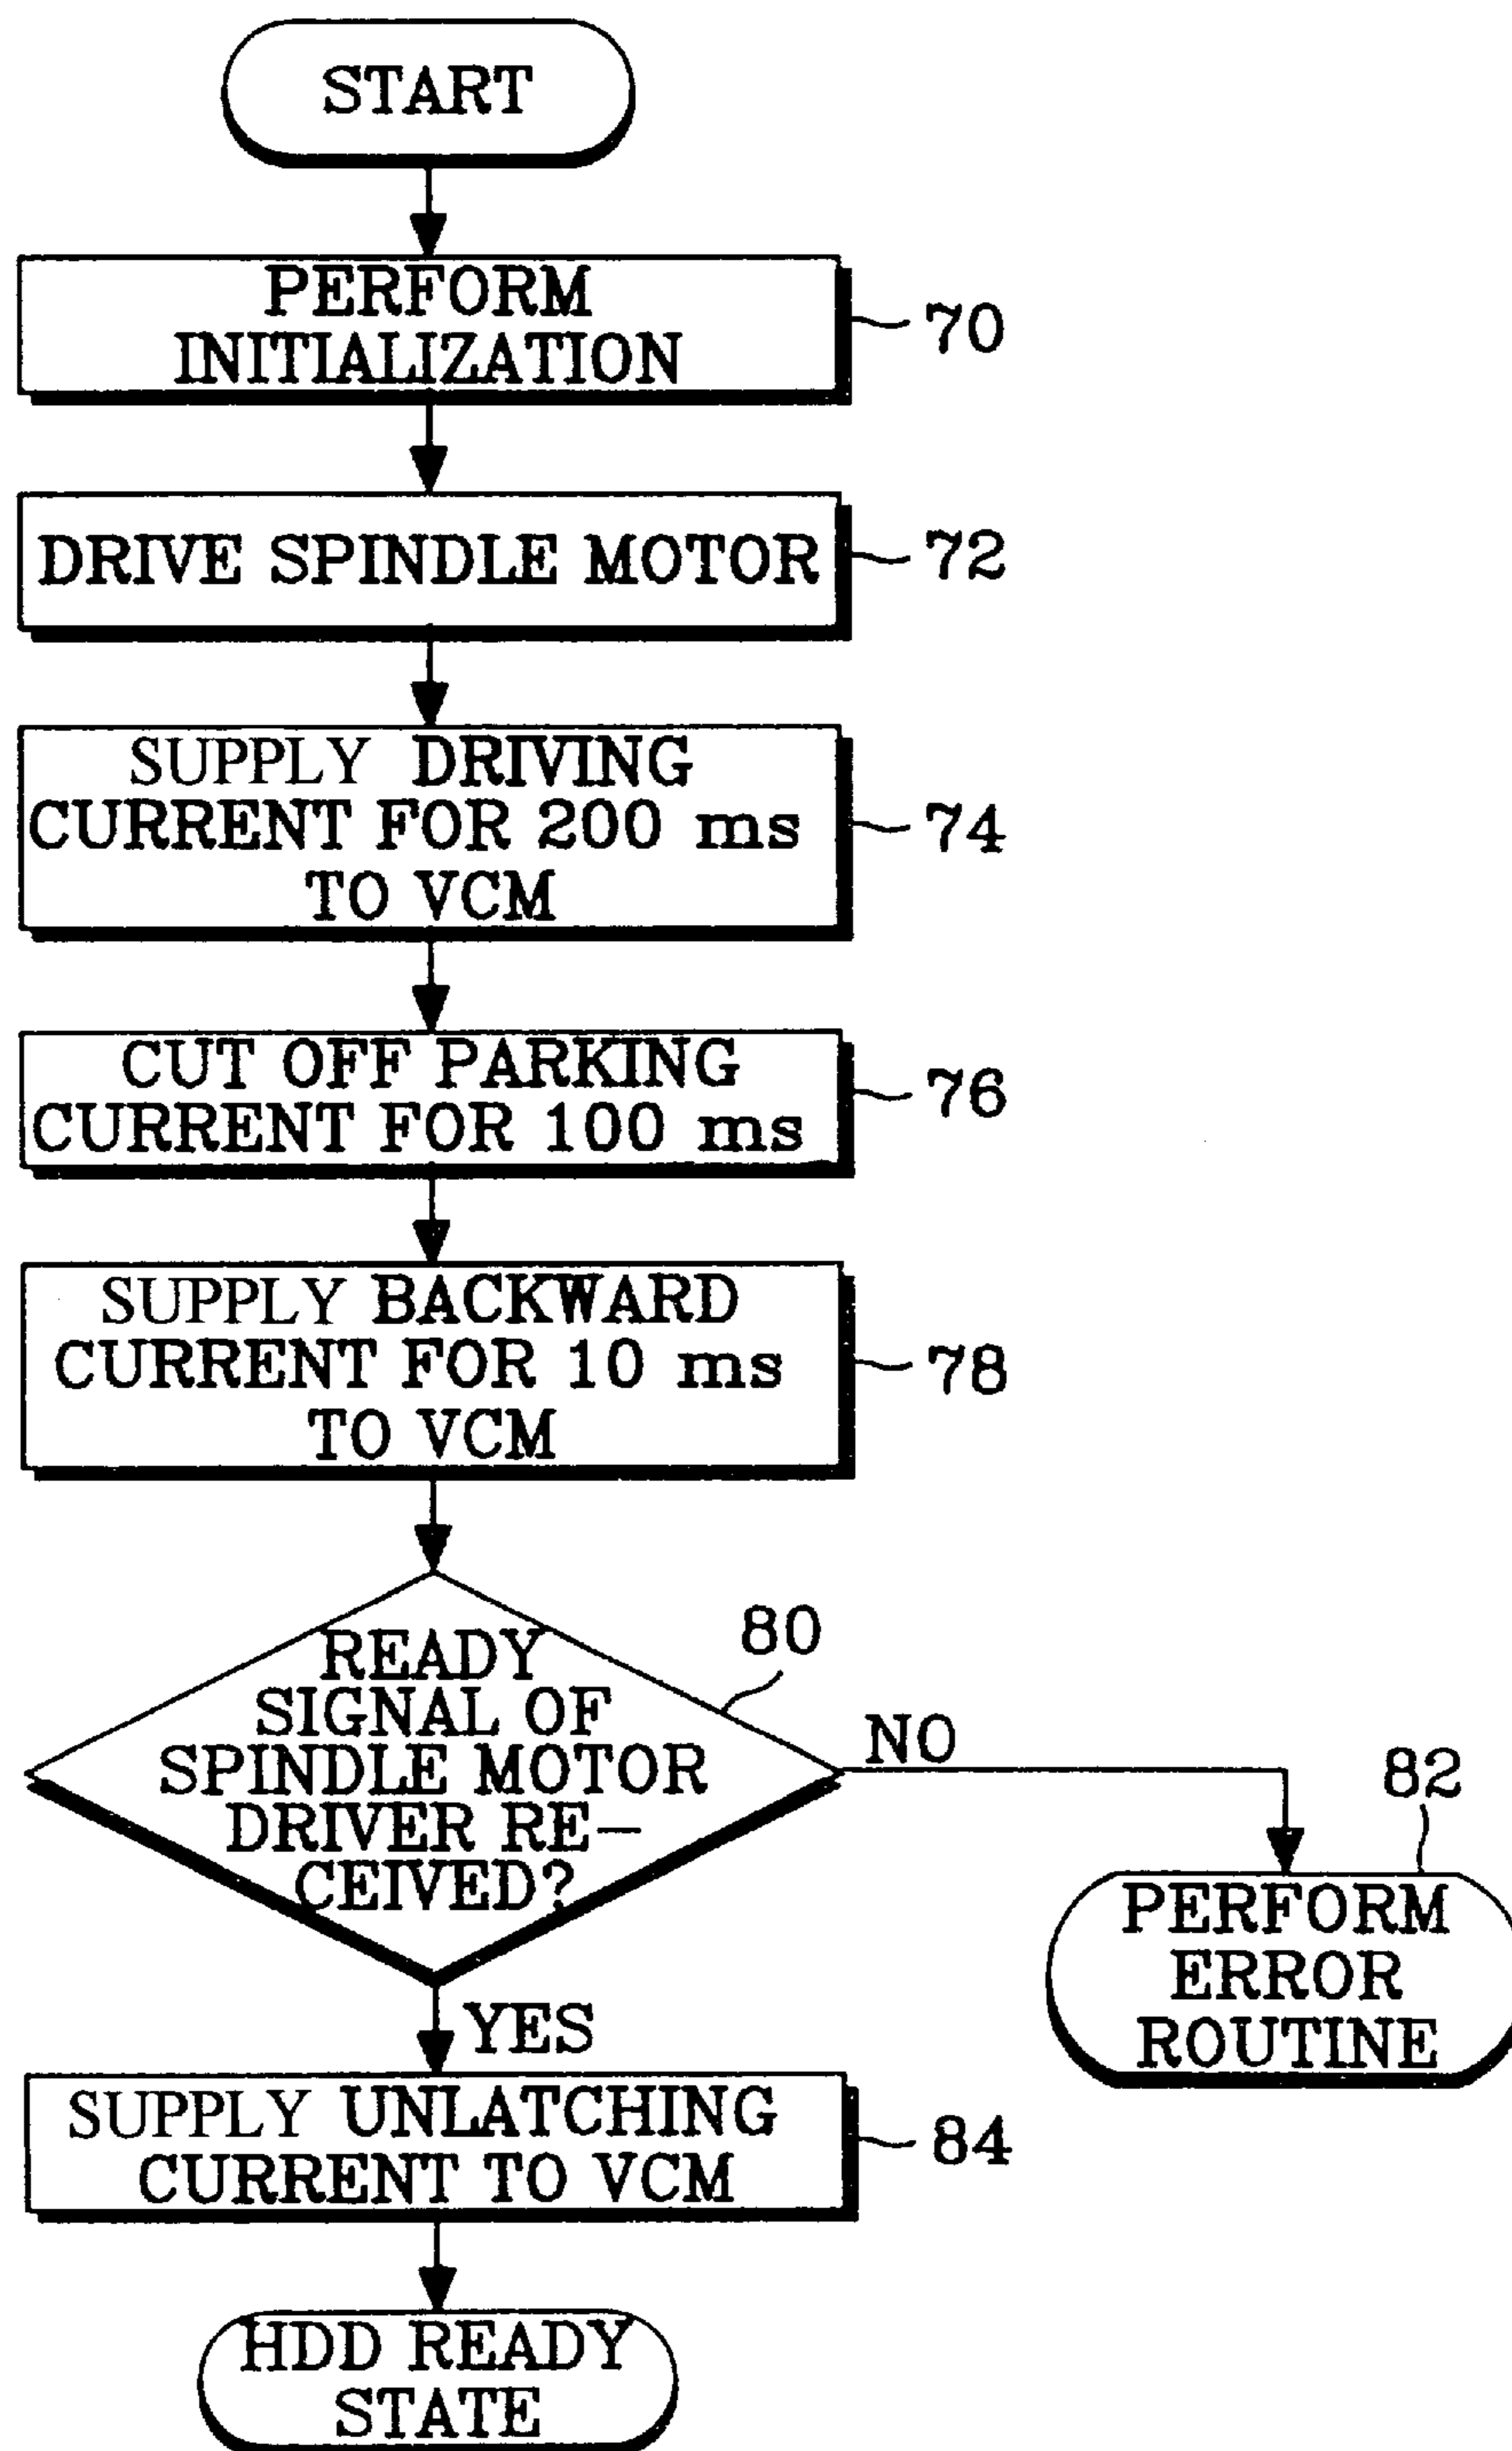 START
PERFORM
INITIALIZATION
70
DRIVE SPINDLE MOTOR
72
SUPPLY DRIVING
CURRENT FOR 200 ms
TO VCM
74
CUT OFF PARKING
CURRENT FOR 100 ms
76
SUPPLY BACKWARD
CURRENT FOR 10 ms
TO VCM
78
80
READY
SIGNAL OF
SPINDLE MOTOR
DRIVER RE-
CEIVED?
NO
82
PERFORM
ERROR
ROUTINE
YES
SUPPLY UNLATCHING
CURRENT TO VCM
84
HDD READY
STATE